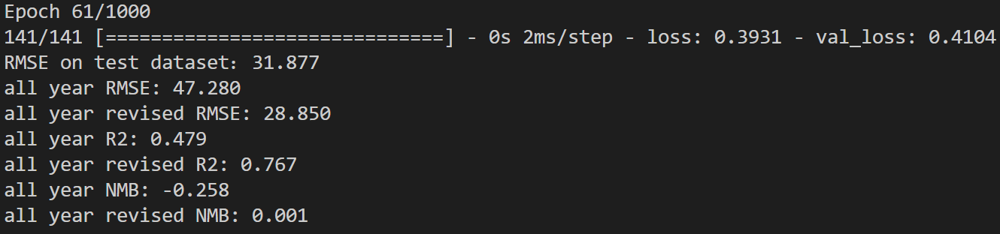 Epoch 61/1000
141/141 [==============================] - 0s 2ms/step - loss: 0.3931 - val_loss: 0.4104
RMSE on test dataset: 31.877
all year RMSE: 47.280
all year revised RMSE: 28.850
all year R2: 0.479
all year revised R2: 0.767
all year NMB: -0.258
all year revised NMB: 0.001